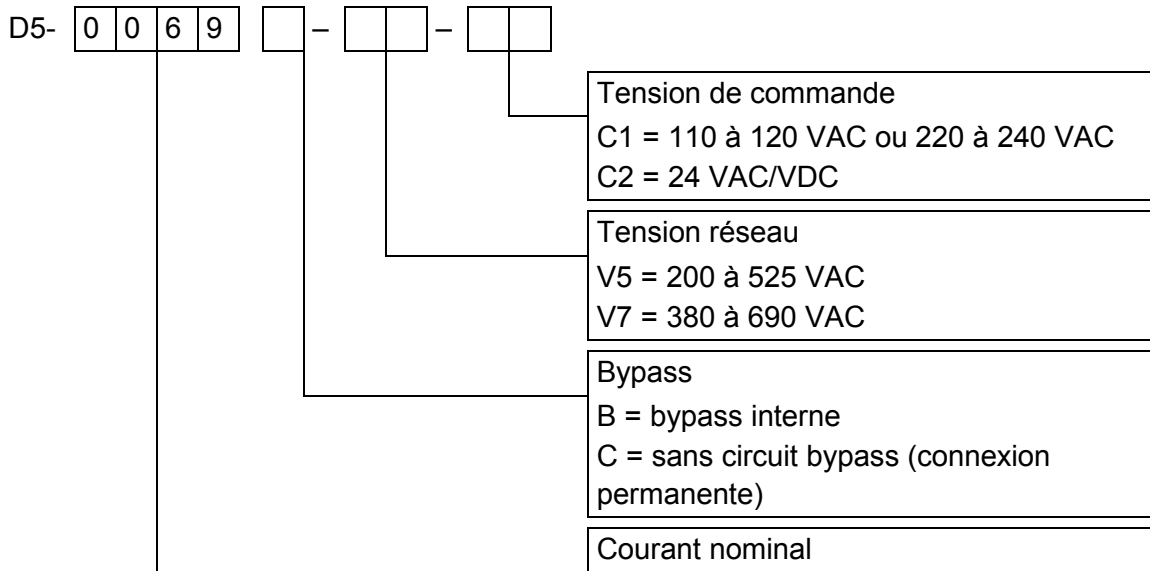 D5- 0 0 6 9 – –
Tension de commande
C1 = 110 à 120 VAC ou 220 à 240 VAC
C2 = 24 VAC/VDC
Tension réseau
V5 = 200 à 525 VAC
V7 = 380 à 690 VAC
Bypass
B = bypass interne
C = sans circuit bypass (connexion
permanente)
Courant nominal